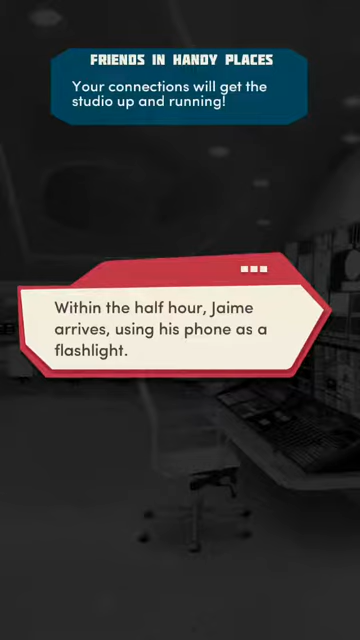 FRIENDS IN HANDY PLACES
Your connections will get the
studio up and running!
Within the half hour, Jaime
arrives, using his phone as a
flashlight.